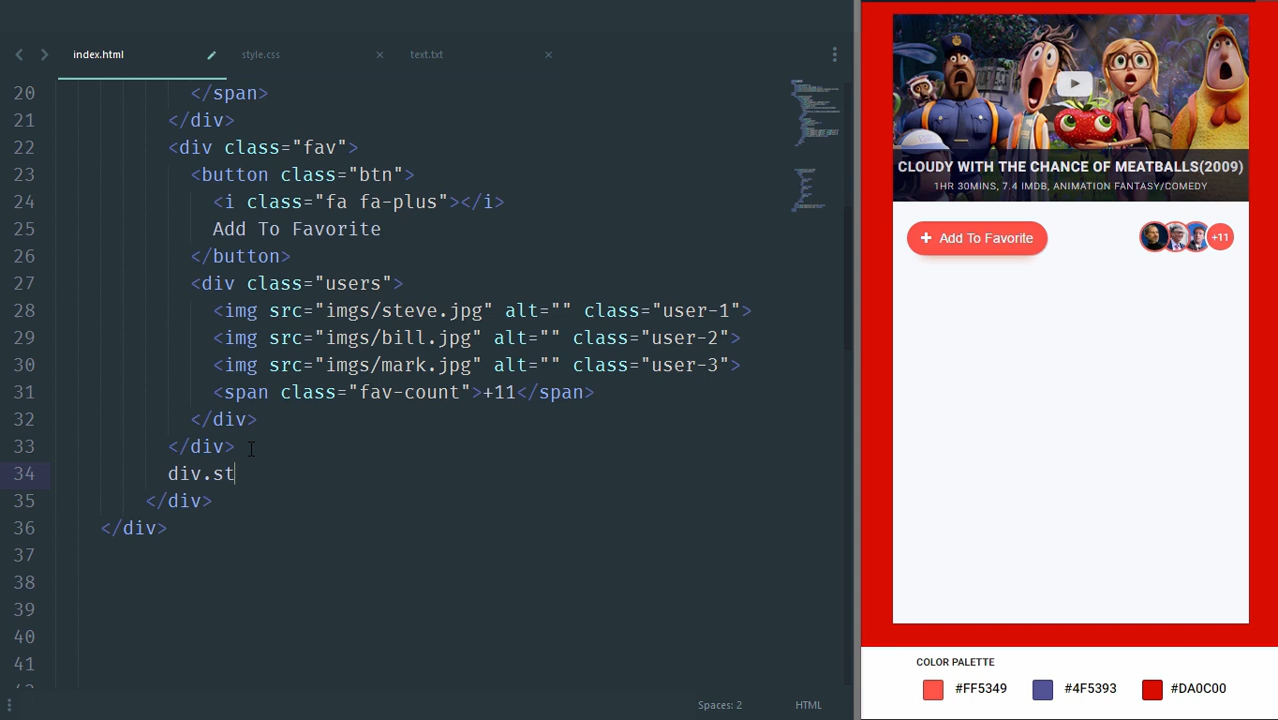 index.html
style.css
text.txt
20 </span>
21 </div>
22 <div class="fav">
23 <button class="btn">
24 <i class="fa fa-plus"></i>
25 Add To Favorite
26 </button>
27 <div class="users">
28 <img src="imgs/steve.jpg" alt="" class="user-1">
29 <img src="imgs/bill.jpg" alt="" class="user-2">
30 <img src="imgs/mark.jpg" alt="" class="user-3">
31 <span class="fav-count">+11</span>
32 </div>
33 </div>
34 div.st
35 </div>
36 </div>
37
38
39
40
41
Spaces: 2
HTML
CLOUDY WITH THE CHANCE OF MEATBALLS(2009)
1HR 30MINS, 7.4 IMDB, ANIMATION FANTASY/COMEDY
Add To Favorite
+11
COLOR PALETTE
#FF5349
#4F5393
#DA0C00